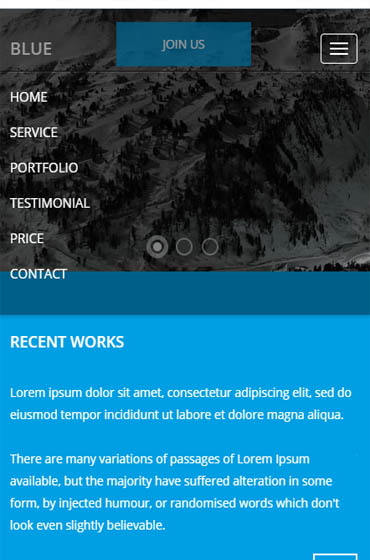 JOIN US
BLUE
HOME
SERVICE
PORTFOLIO
TESTIMONIAL
PRICE
CONTACT
RECENT WORKS
Lorem ipsum dolor sit amet, consectetur adipiscing elit, sed do
eiusmod tempor incididunt ut labore et dolore magna aliqua.
There are many variations of passages of Lorem Ipsum
available, but the majority have suffered alteration in some
form, by injected humour, or randomised words which don't
look even slightly believable.